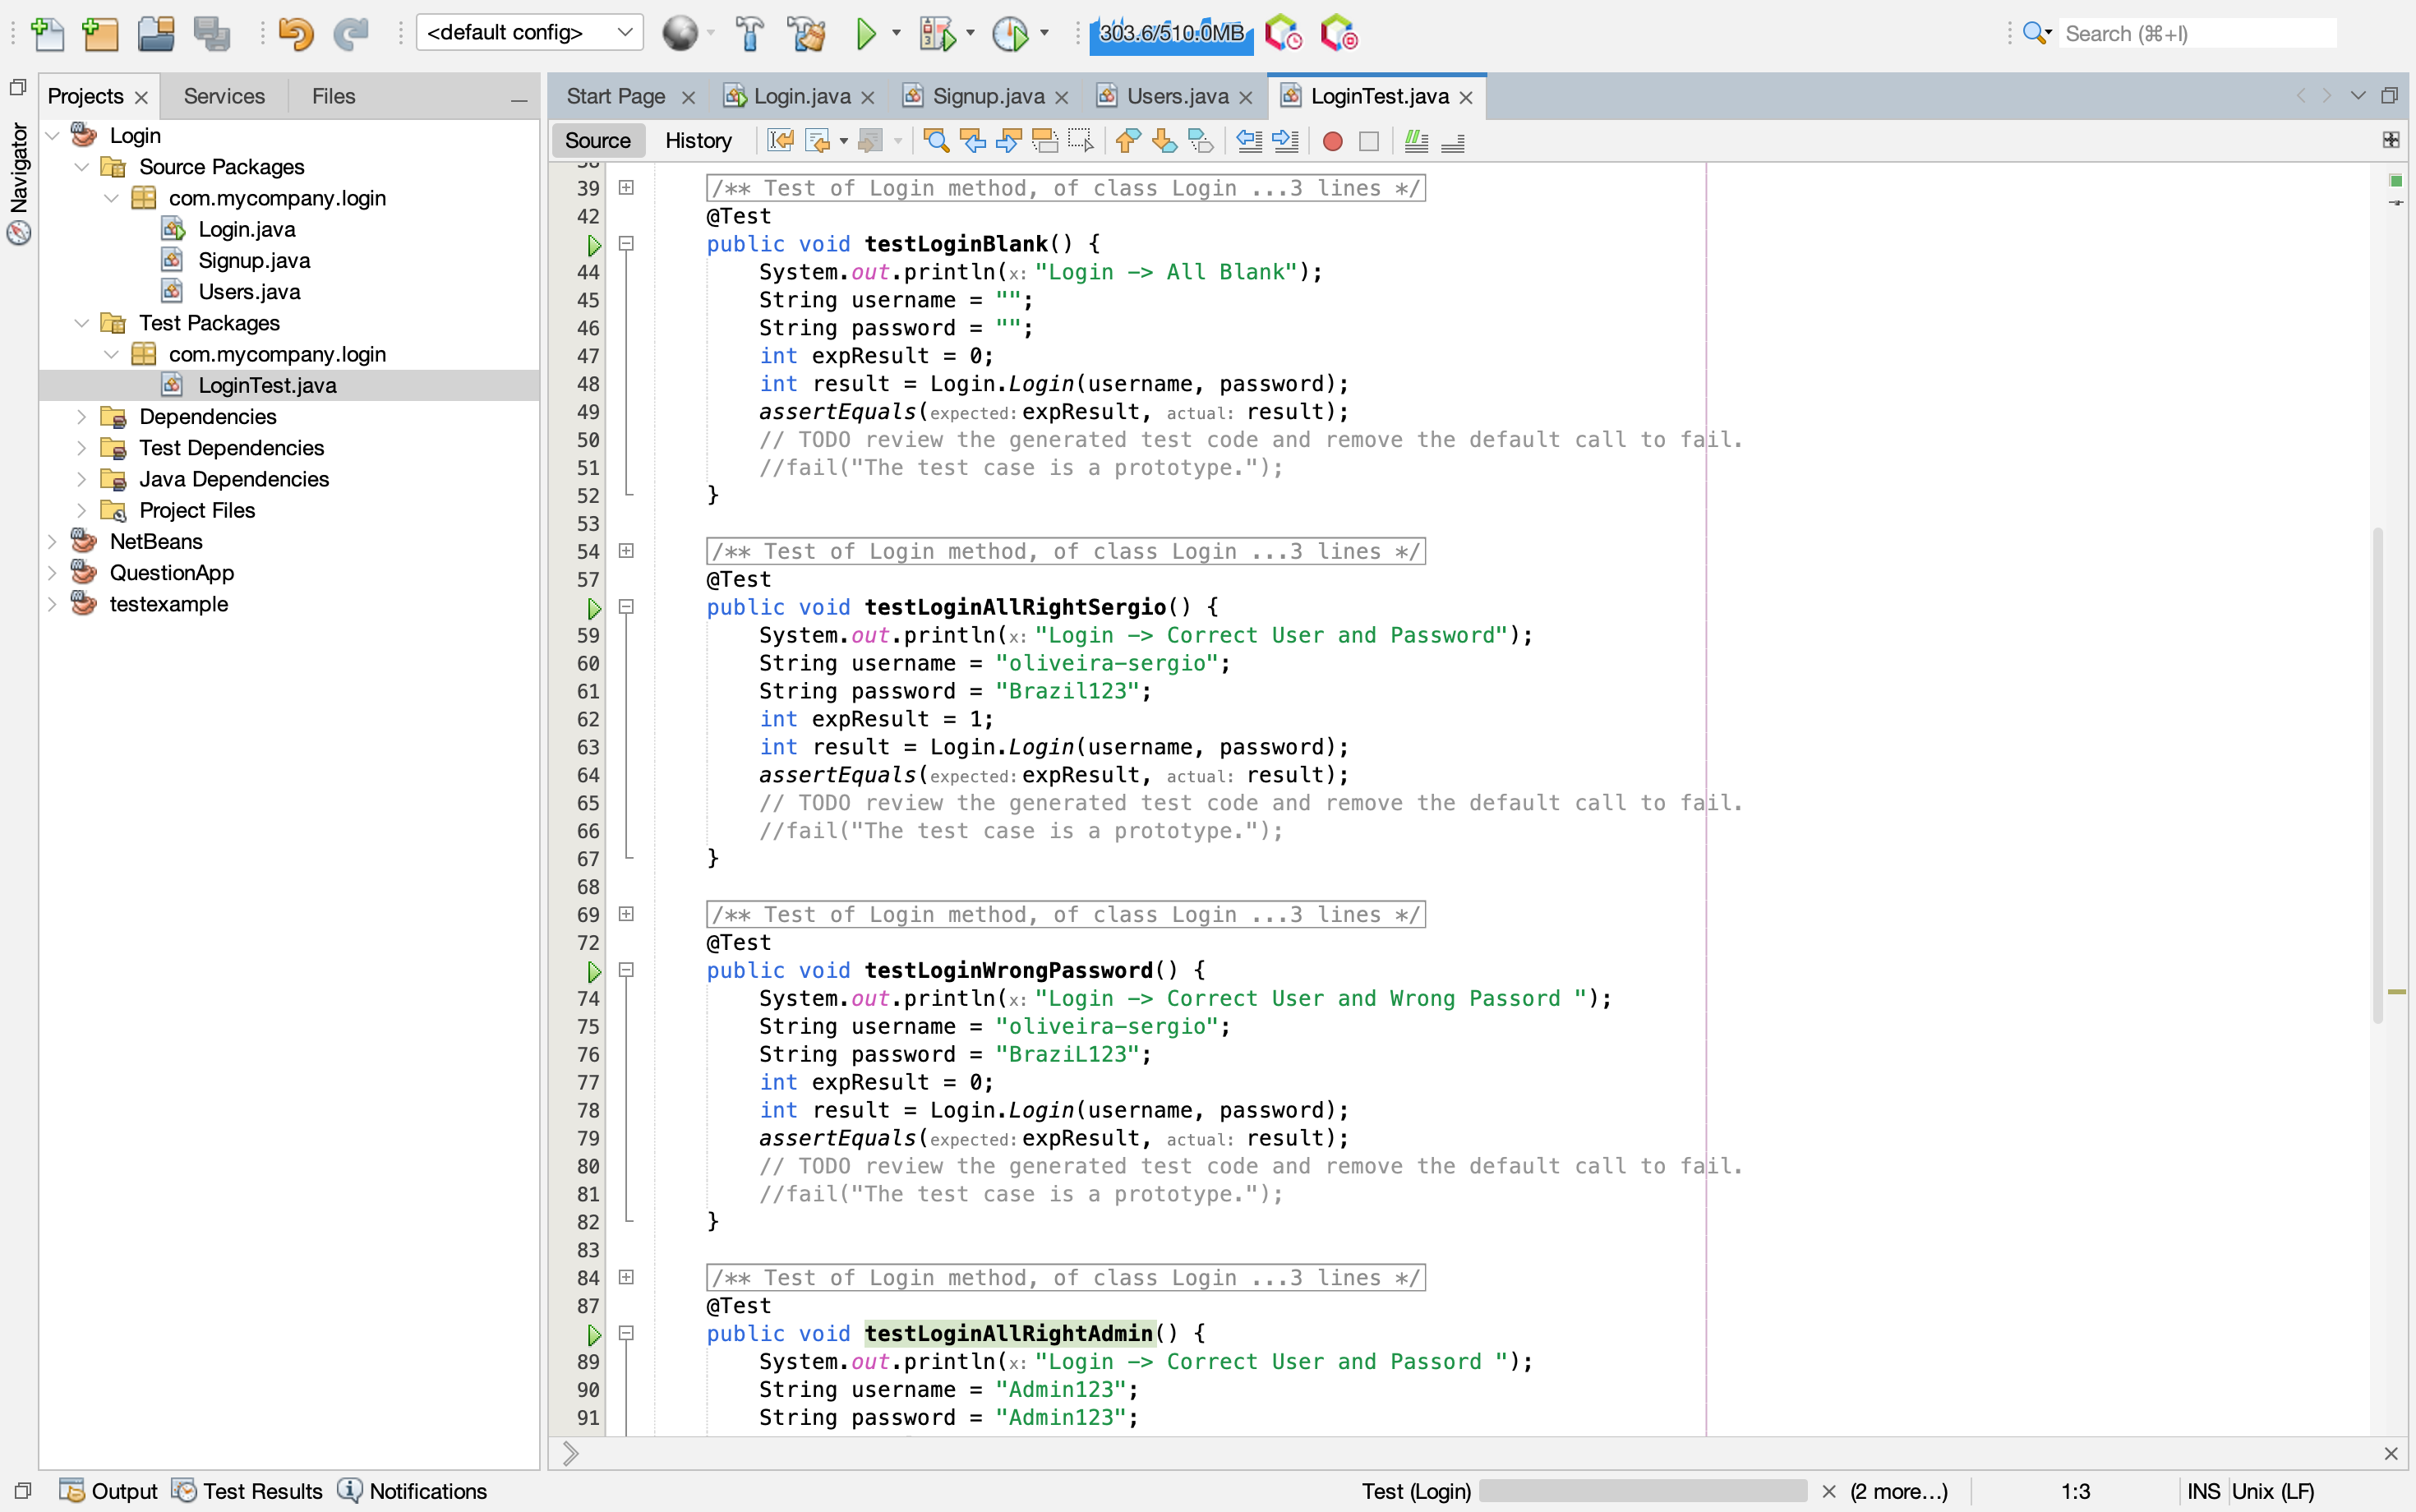 <default config>
303.6/510.0MB
Search (⌘+I)
Projects
Services
Files
Navigator
Login
Source Packages
com.mycompany.login
Login.java
Signup.java
Users.java
Test Packages
com.mycompany.login
LoginTest.java
Dependencies
Test Dependencies
Java Dependencies
Project Files
NetBeans
QuestionApp
testexample
Start Page
Login.java
Signup.java
Users.java
LoginTest.java
Source
History
39 /** Test of Login method, of class Login ...3 lines */
42 @Test
public void testLoginBlank() {
44 System.out.println(x: "Login -> All Blank");
45 String username = "";
46 String password = "";
47 int expResult = 0;
48 int result = Login.Login(username, password);
49 assertEquals(expected: expResult, actual: result);
50 // TODO review the generated test code and remove the default call to fail.
51 //fail("The test case is a prototype.");
52 }
53
54 /** Test of Login method, of class Login ...3 lines */
57 @Test
public void testLoginAllRightSergio() {
59 System.out.println(x: "Login -> Correct User and Password");
60 String username = "oliveira-sergio";
61 String password = "Brazil123";
62 int expResult = 1;
63 int result = Login.Login(username, password);
64 assertEquals(expected: expResult, actual: result);
65 // TODO review the generated test code and remove the default call to fail.
66 //fail("The test case is a prototype.");
67 }
68
69 /** Test of Login method, of class Login ...3 lines */
72 @Test
public void testLoginWrongPassword() {
74 System.out.println(x: "Login -> Correct User and Wrong Passord ");
75 String username = "oliveira-sergio";
76 String password = "BraziL123";
77 int expResult = 0;
78 int result = Login.Login(username, password);
79 assertEquals(expected: expResult, actual: result);
80 // TODO review the generated test code and remove the default call to fail.
81 //fail("The test case is a prototype.");
82 }
83
84 /** Test of Login method, of class Login ...3 lines */
87 @Test
public void testLoginAllRightAdmin() {
89 System.out.println(x: "Login -> Correct User and Passord ");
90 String username = "Admin123";
91 String password = "Admin123";
Output
Test Results
Notifications
Test (Login)
(2 more...)
1:3
INS
Unix (LF)